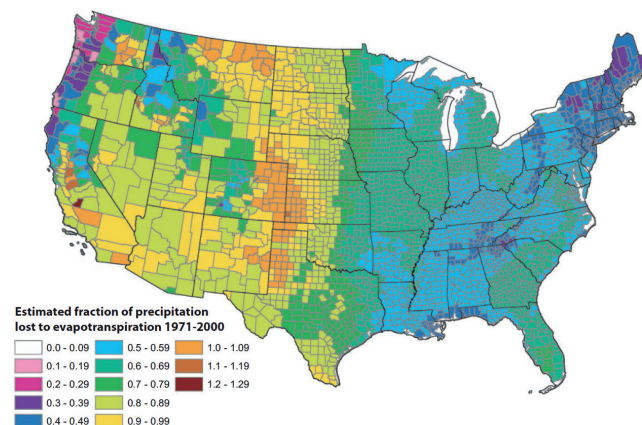 Estimated fraction of precipitation
lost to evapotranspiration 1971-2000
0.0 - 0.09
0.5 - 0.59
1.0 - 1.09
0.1 - 0.19
0.6 - 0.69
1.1 - 1.19
0.2 - 0.29
0.7 - 0.79
1.2 - 1.29
0.3 - 0.39
0.8 - 0.89
0.4 - 0.49
0.9 - 0.99